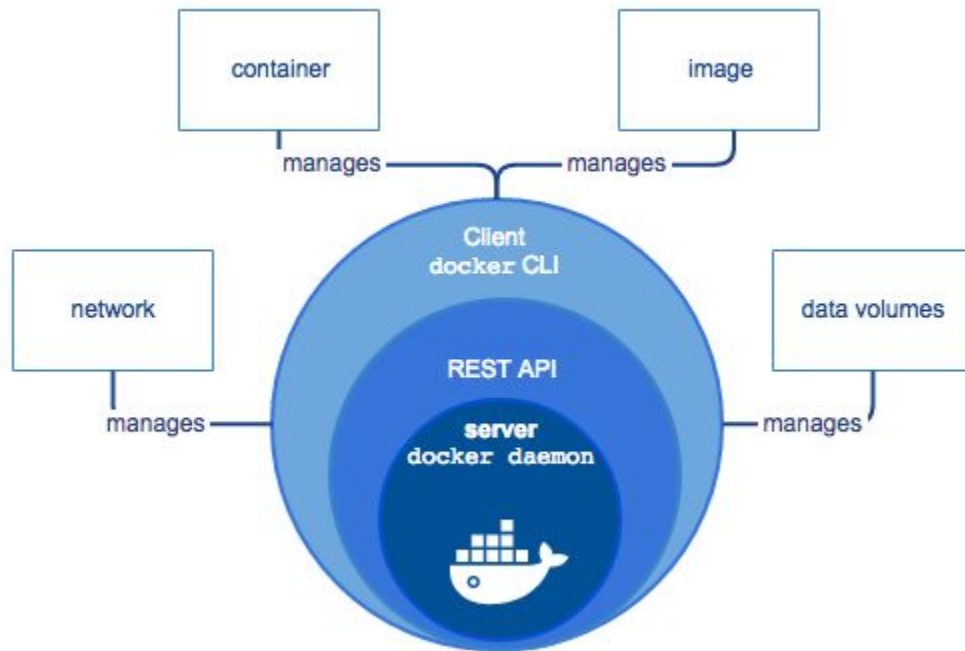 container
image
manages
manages
Client
docker CLI
network
data volumes
REST API
manages
manages
server
docker daemon